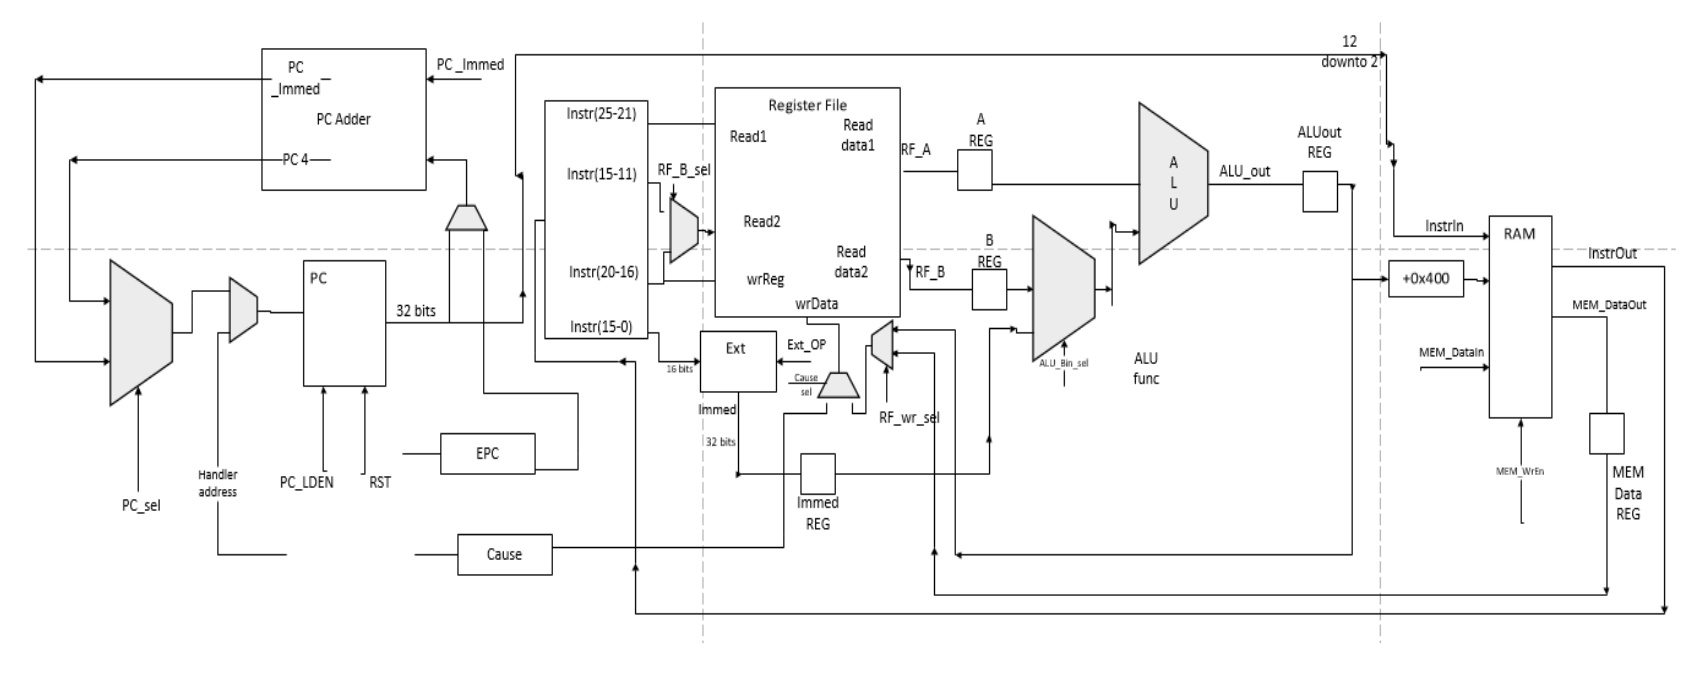 PC
_Immed
PC Adder
PC 4
PC _Immed
12
downto 2
Instr(25-21)
Instr(15-11)
Instr(20-16)
Instr(15-0)
RF_B_sel
Register File
Read1
Read
data1
Read2
Read
data2
wrReg
wrData
RF_A
A
REG
RF_B
B
REG
A
L
U
ALU_out
ALUout
REG
InstrIn
RAM
InstrOut
+0x400
MEM_DataOut
MEM_DataIn
MEM_WrEn
MEM
Data
REG
PC
32 bits
PC_sel
Handler
address
PC_LDEN
RST
EPC
Cause
16 bits
Ext
Ext_OP
Cause
sel
Immed
32 bits
RF_wr_sel
Immed
REG
ALU_Bin_sel
ALU
func